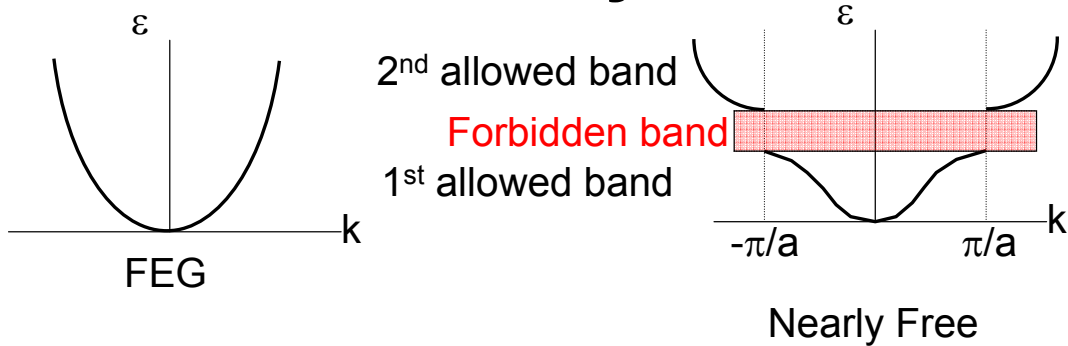 ε
k
FEG
2nd allowed band
Forbidden band
1st allowed band
ε
k
-π/a
π/a
Nearly Free